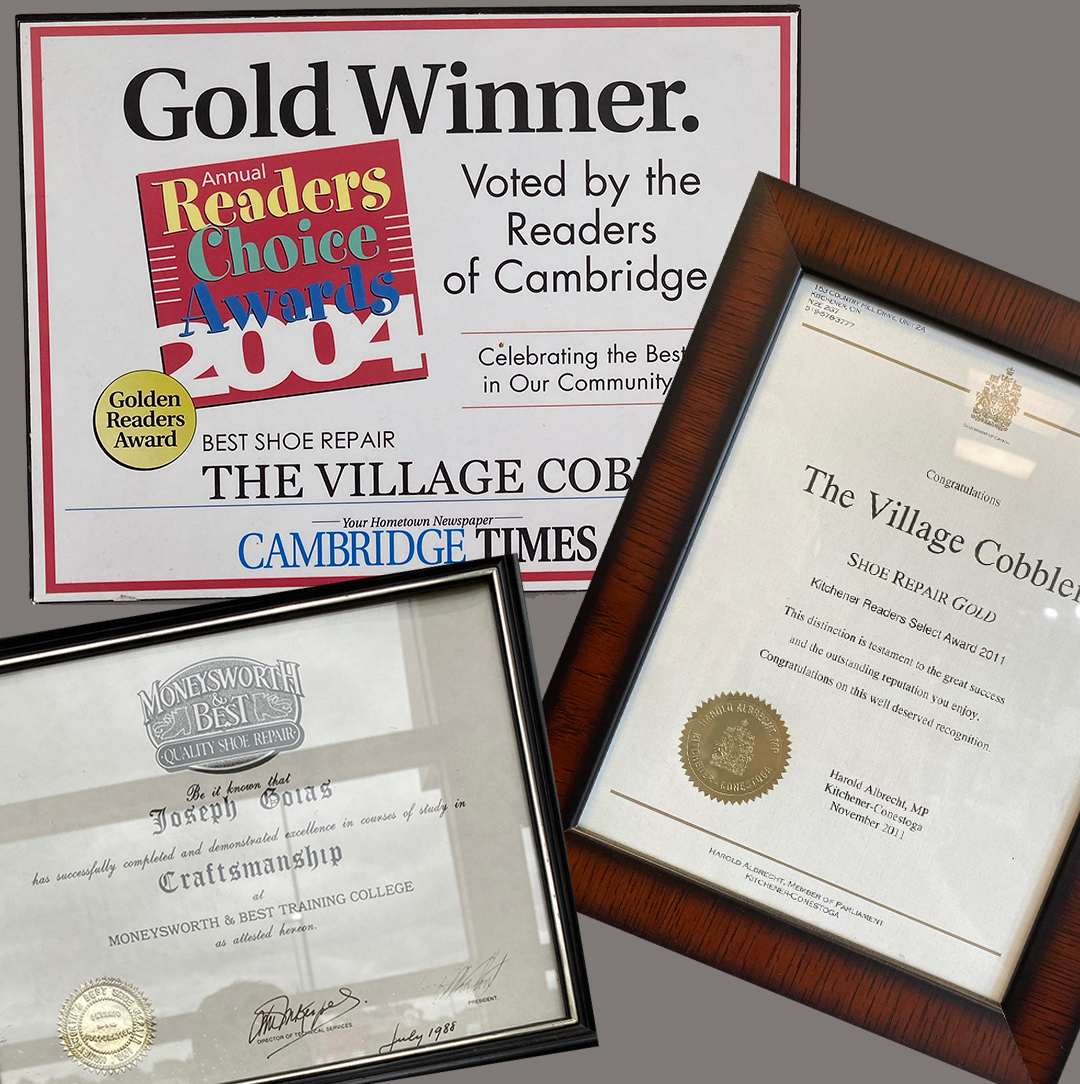 Gold Winner.
Annual
Readers
Choice
Awards
2004
Voted by the
Readers
of Cambridge
Celebrating the Best
in Our Community
Golden
Readers
Award
BEST SHOE REPAIR
THE VILLAGE COB
Your Hometown Newspaper
CAMBRIDGE TIMES
153 COUNTRY HILL DRIVE, UNIT 2A
KITCHENER, ON
N2E 2G7
519-578-3777
GOVERNMENT OF CANADA
Congratulations
The Village Cobbler
SHOE REPAIR GOLD
Kitchener Readers Select Award 2011
This distinction is testament to the great success
and the outstanding reputation you enjoy.
Congratulations on this well deserved recognition.
HAROLD ALBRECHT, MP
KITCHENER-CONESTOGA
Harold Albrecht, MP
Kitchener-Conestoga
November 2011
HAROLD ALBRECHT, MEMBER OF PARLIAMENT
KITCHENER-CONESTOGA
MONEYSWORTH
&
BEST
QUALITY SHOE REPAIR
Be it known that
Joseph Goias
has successfully completed and demonstrated excellence in courses of study in
Craftsmanship
at
MONEYSWORTH & BEST TRAINING COLLEGE
as attested hereon.
DIRECTOR OF TECHNICAL SERVICES
PRESIDENT.
July 1988